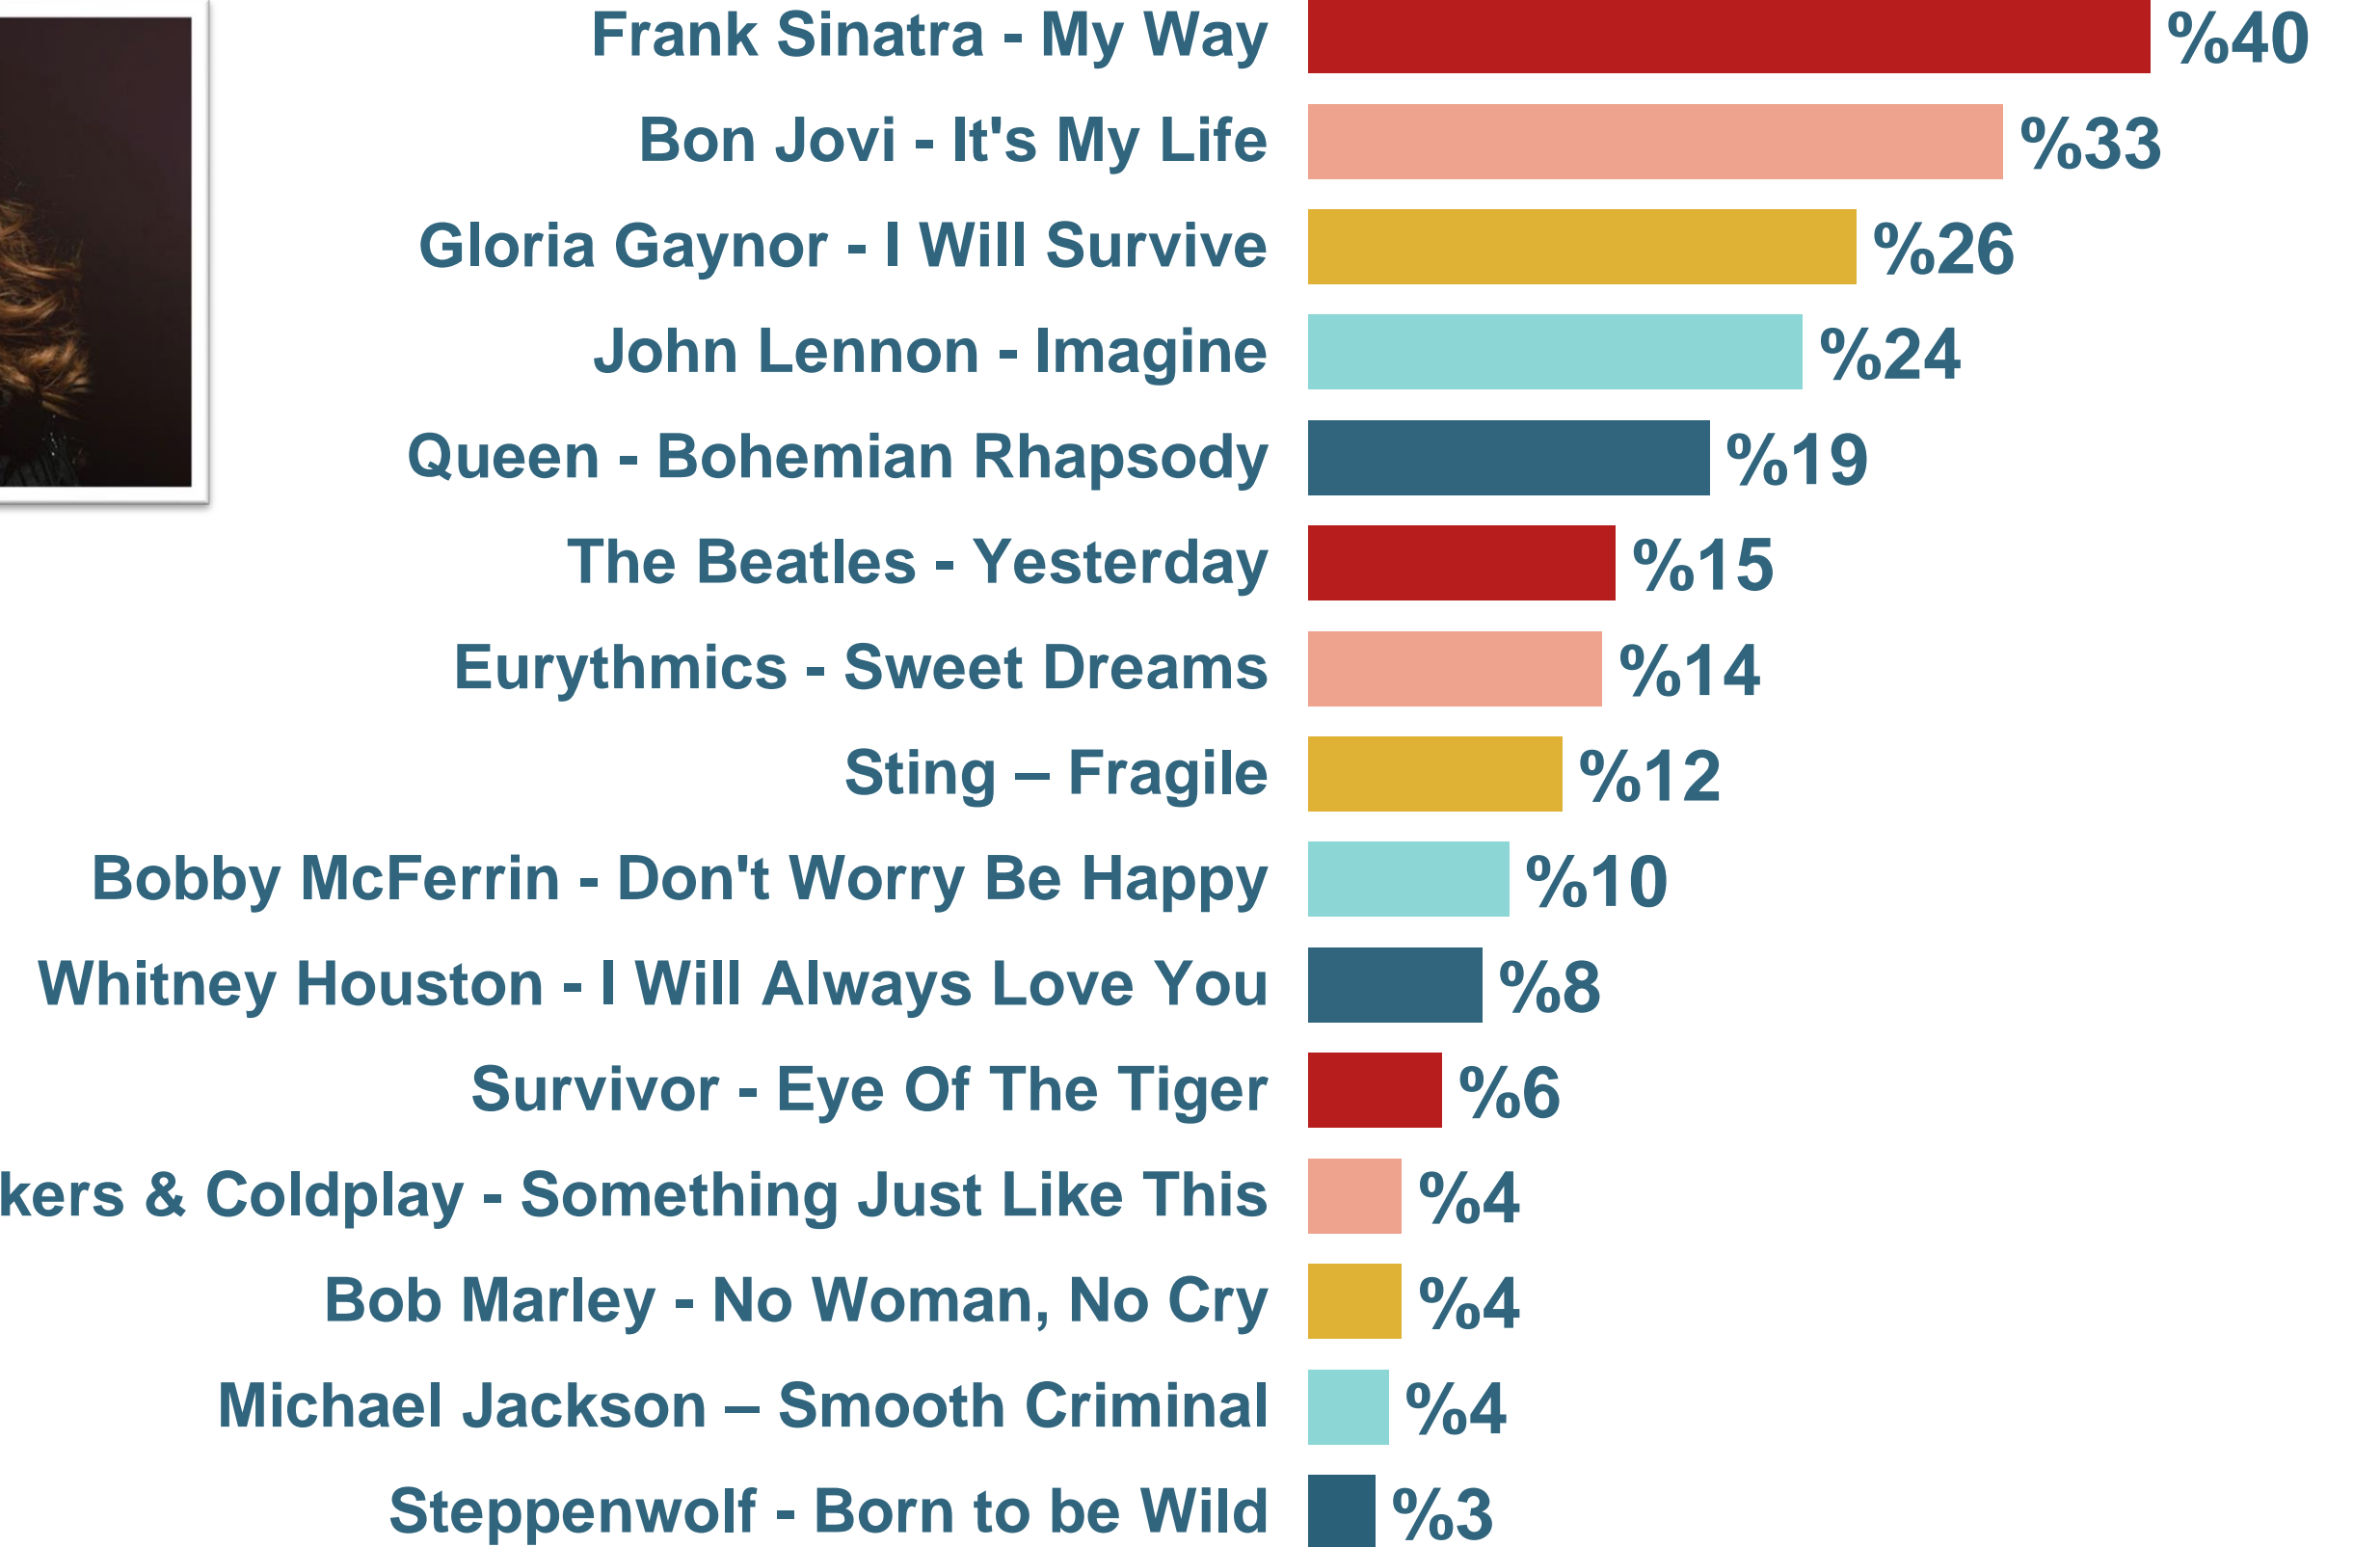 Frank Sinatra - My Way %40
Bon Jovi - It's My Life %33
Gloria Gaynor - I Will Survive %26
John Lennon - Imagine %24
Queen - Bohemian Rhapsody %19
The Beatles - Yesterday %15
Eurythmics - Sweet Dreams %14
Sting – Fragile %12
Bobby McFerrin - Don't Worry Be Happy %10
Whitney Houston - I Will Always Love You %8
Survivor - Eye Of The Tiger %6
kers & Coldplay - Something Just Like This %4
Bob Marley - No Woman, No Cry %4
Michael Jackson – Smooth Criminal %4
Steppenwolf - Born to be Wild %3